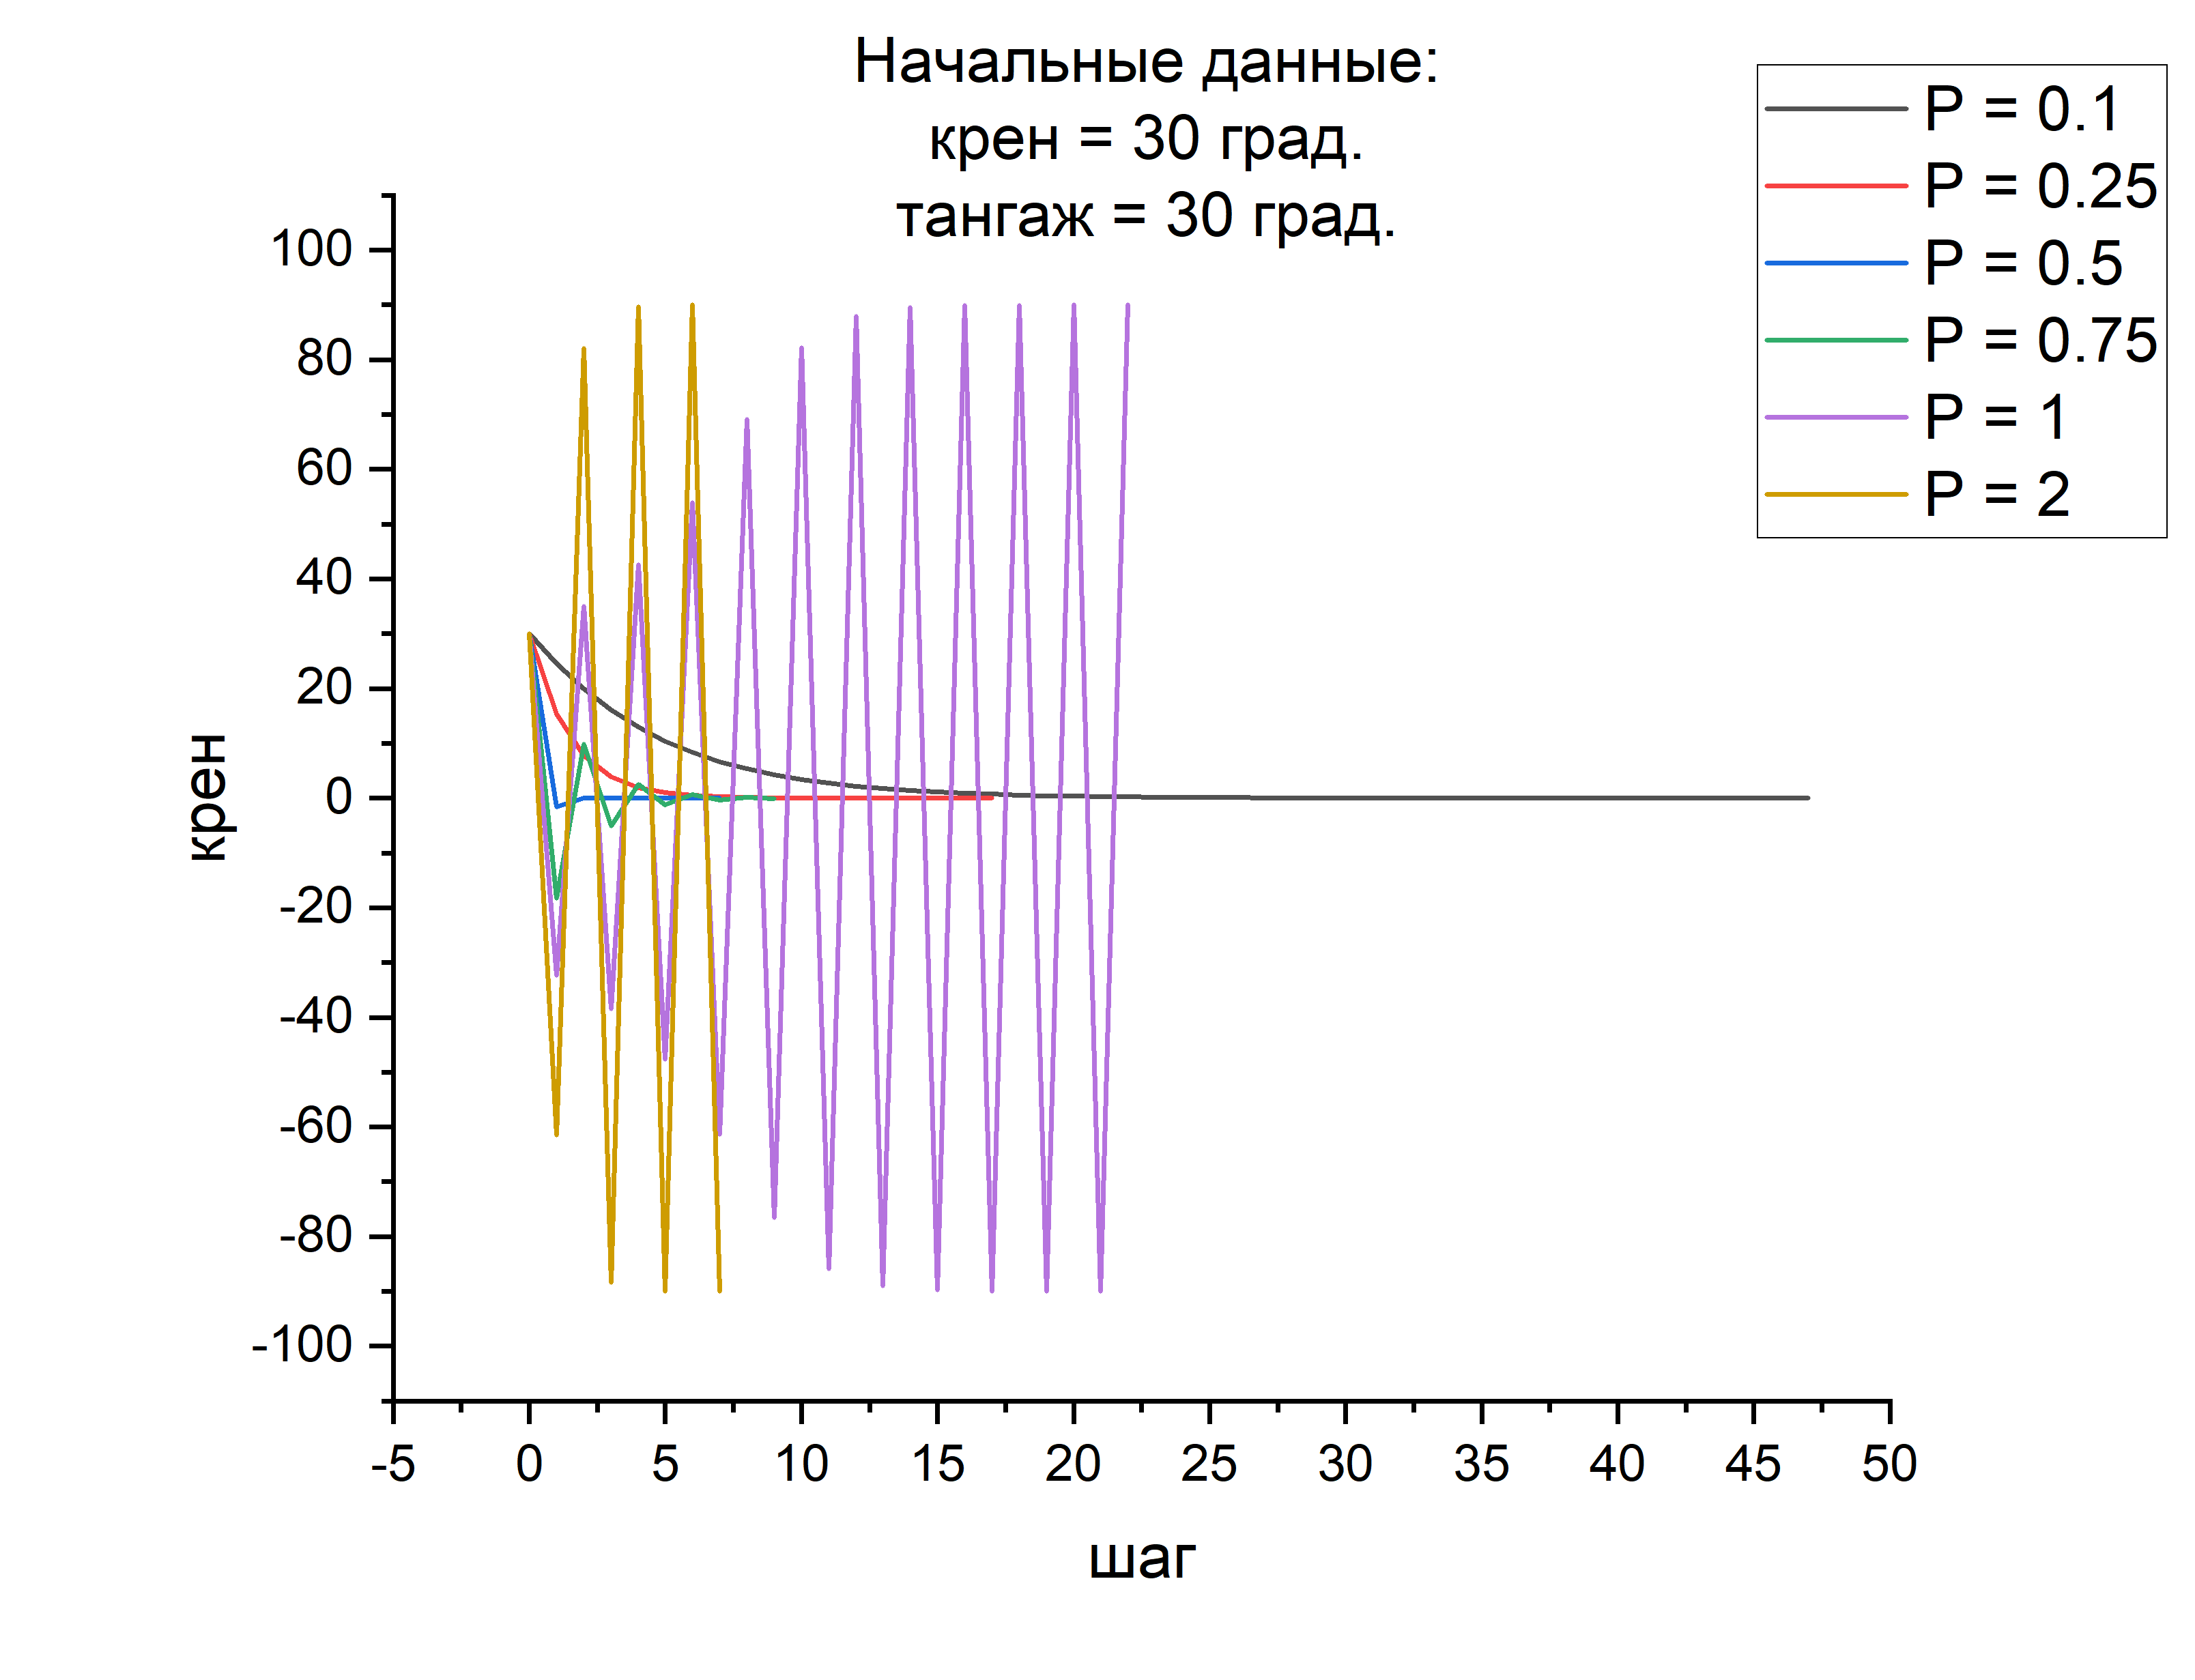 Начальные данные:
крен = 30 град.
тангаж = 30 град.
P = 0.1
P = 0.25
P = 0.5
P = 0.75
P = 1
P = 2
100
80
60
40
20
0
-20
-40
-60
-80
-100
крен
-5 0 5 10 15 20 25 30 35 40 45 50
шаг